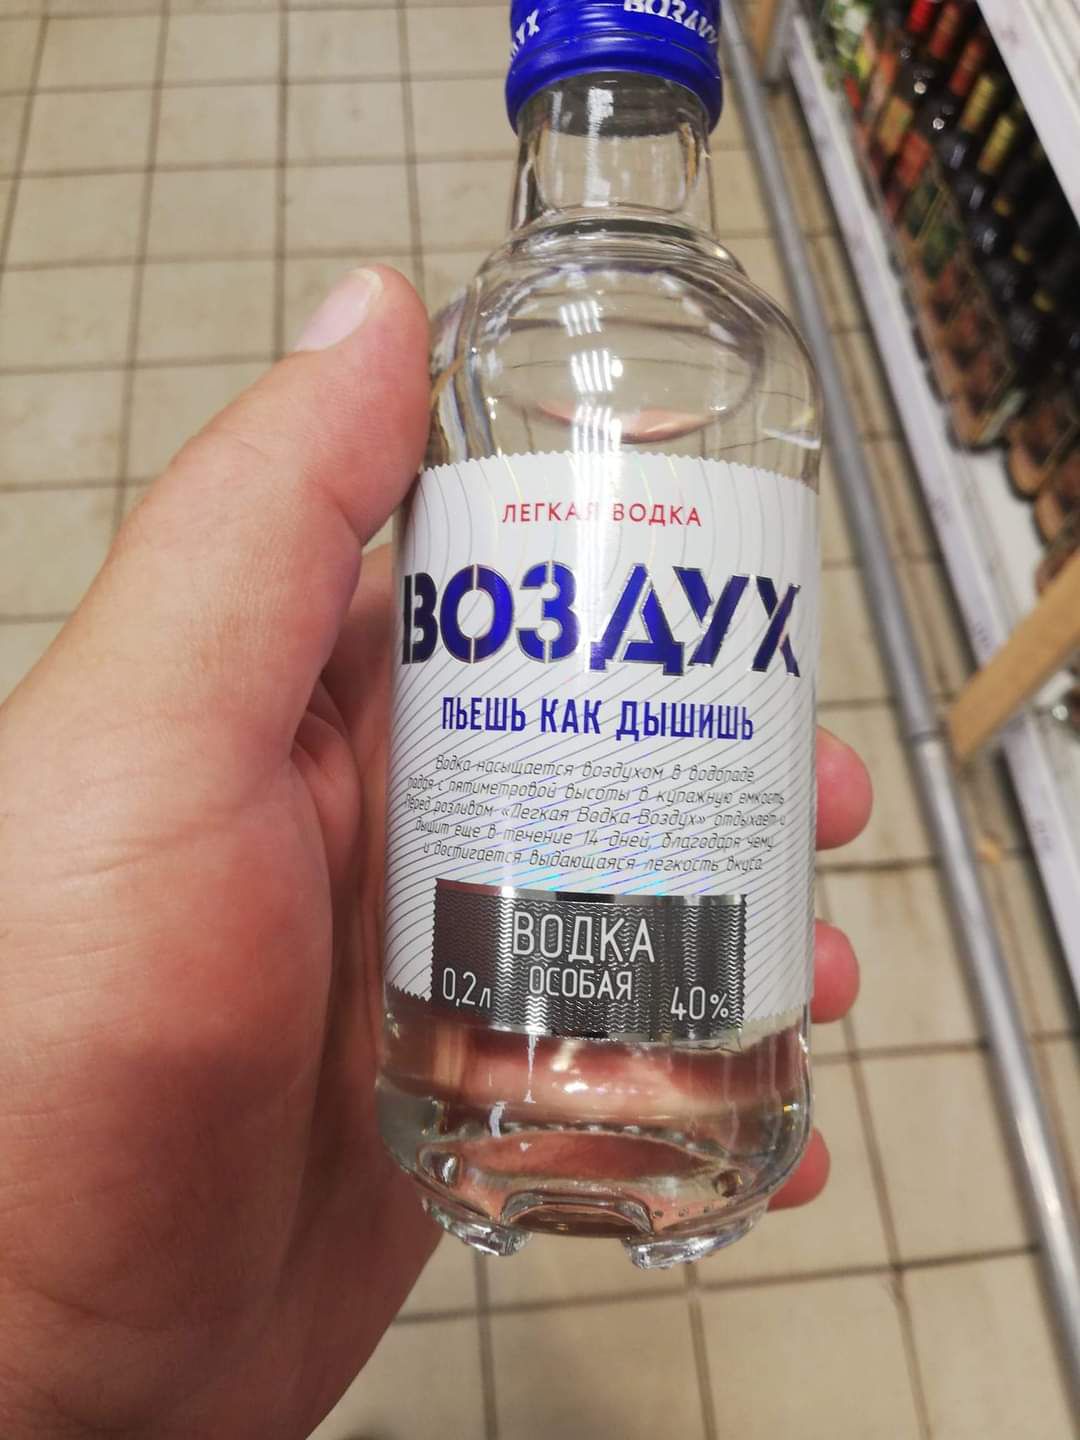 ВОЗДУХ
ЛЕГКАЯ ВОДКА
ВОЗДУХ
ПЬЕШЬ КАК ДЫШИШЬ
Водка насыщается воздухом в водопаде,
падая с пятиметровой высоты в купажную емкость.
Перед розливом «Легкая Водка Воздух» отдыхает и
дышит еще в течение 14 дней, благодаря чему
и достигается выдающаяся легкость вкуса.
ВОДКА
ОСОБАЯ
0,2л
40%